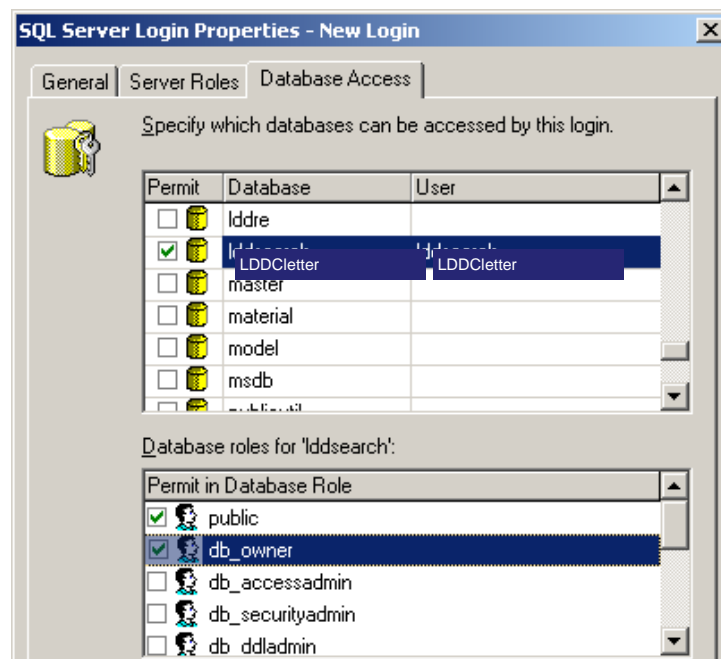 SQL Server Login Properties - New Login
General Server Roles Database Access
Specify which databases can be accessed by this login.
Permit Database User
lddre
LDDCletter LDDCletter
master
material
model
msdb
Database roles for 'lddsearch':
Permit in Database Role
public
db_owner
db_accessadmin
db_securityadmin
db_ddladmin